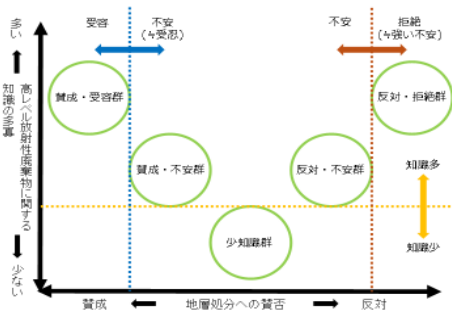 受容
不安
(≒受忍)
不安
拒絶
(≒強い不安)
多い
高レベル放射性廃棄物に関する
知識の多寡
少ない
賛成・受容群
反対・拒絶群
賛成・不安群
反対・不安群
少知識群
知識多
知識少
賛成
地層処分への賛否
反対